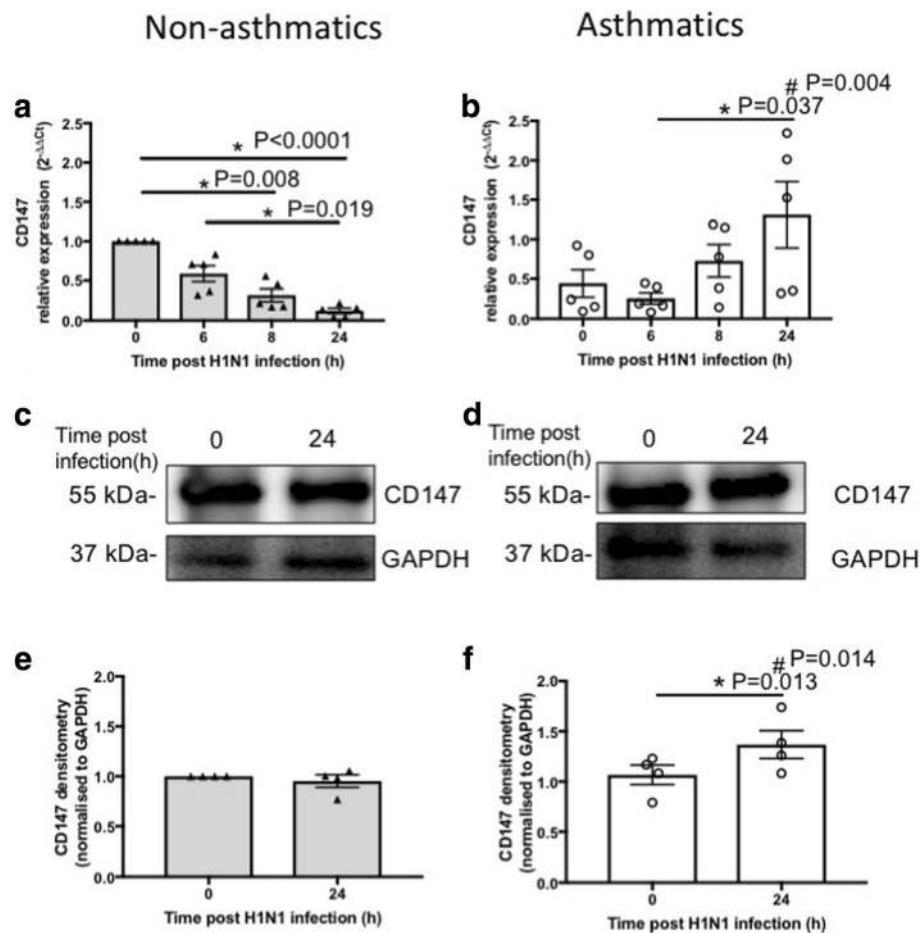 Non-asthmatics
Asthmatics
a
CD147
relative expression (2^-ΔΔCt)
2.5
2.0
1.5
1.0
0.5
0.0
* P<0.0001
* P=0.008
* P=0.019
0 6 8 24
Time post H1N1 infection (h)
b
CD147
relative expression (2^-ΔΔCt)
2.5
2.0
1.5
1.0
0.5
0.0
# P=0.004
* P=0.037
0 6 8 24
Time post H1N1 infection (h)
c
Time post
infection(h)
0 24
55 kDa-
CD147
37 kDa-
GAPDH
d
Time post
infection(h)
0 24
55 kDa-
CD147
37 kDa-
GAPDH
e
CD147 densitometry
(normalised to GAPDH)
2.0
1.5
1.0
0.5
0.0
0 24
Time post H1N1 infection (h)
f
CD147 densitometry
(normalised to GAPDH)
2.0
1.5
1.0
0.5
0.0
# P=0.014
* P=0.013
0 24
Time post H1N1 infection (h)